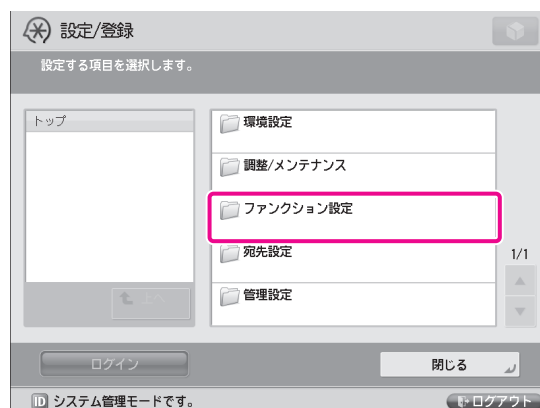 設定/登録
設定する項目を選択します。
トップ
環境設定
調整/メンテナンス
ファンクション設定
宛先設定
管理設定
1/1
上へ
ログイン
閉じる
ID システム管理モードです。
ログアウト